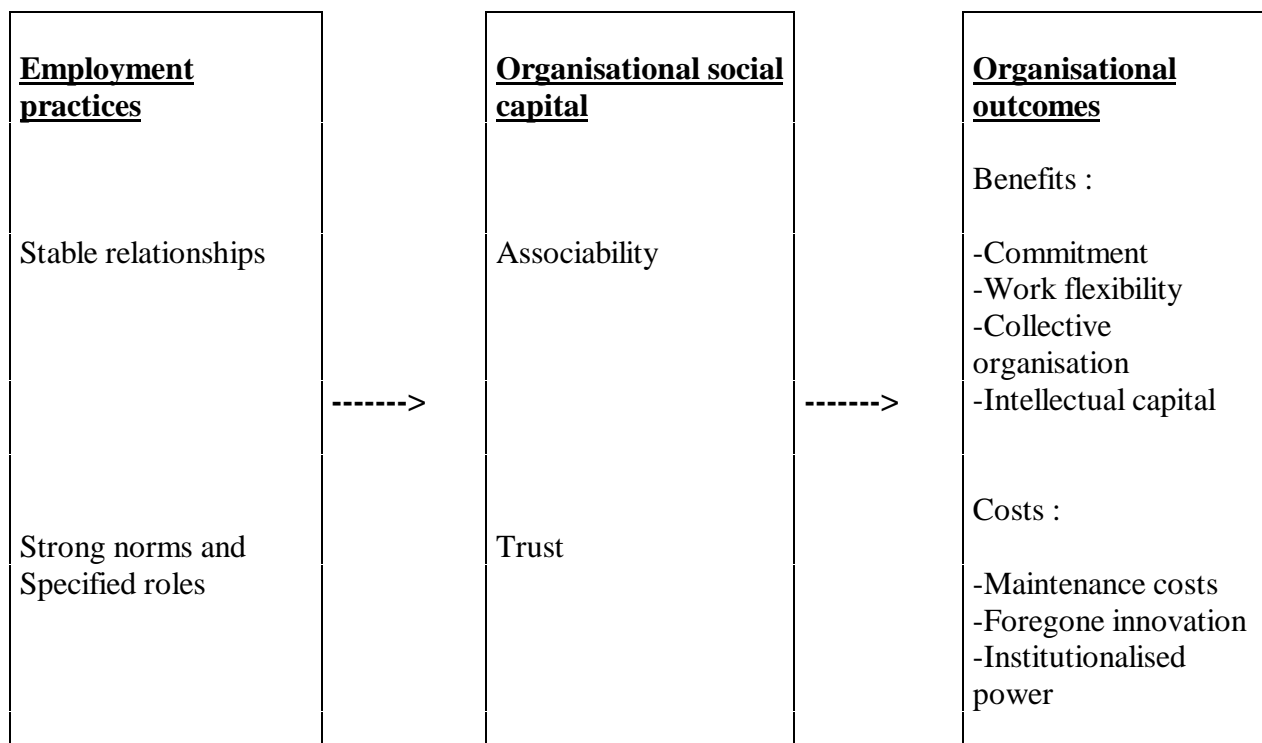 Employment
practices
Stable relationships
Strong norms and
Specified roles
------->
Organisational social
capital
Associability
Trust
------->
Organisational
outcomes
Benefits :
-Commitment
-Work flexibility
-Collective
organisation
-Intellectual capital
Costs :
-Maintenance costs
-Foregone innovation
-Institutionalised
power